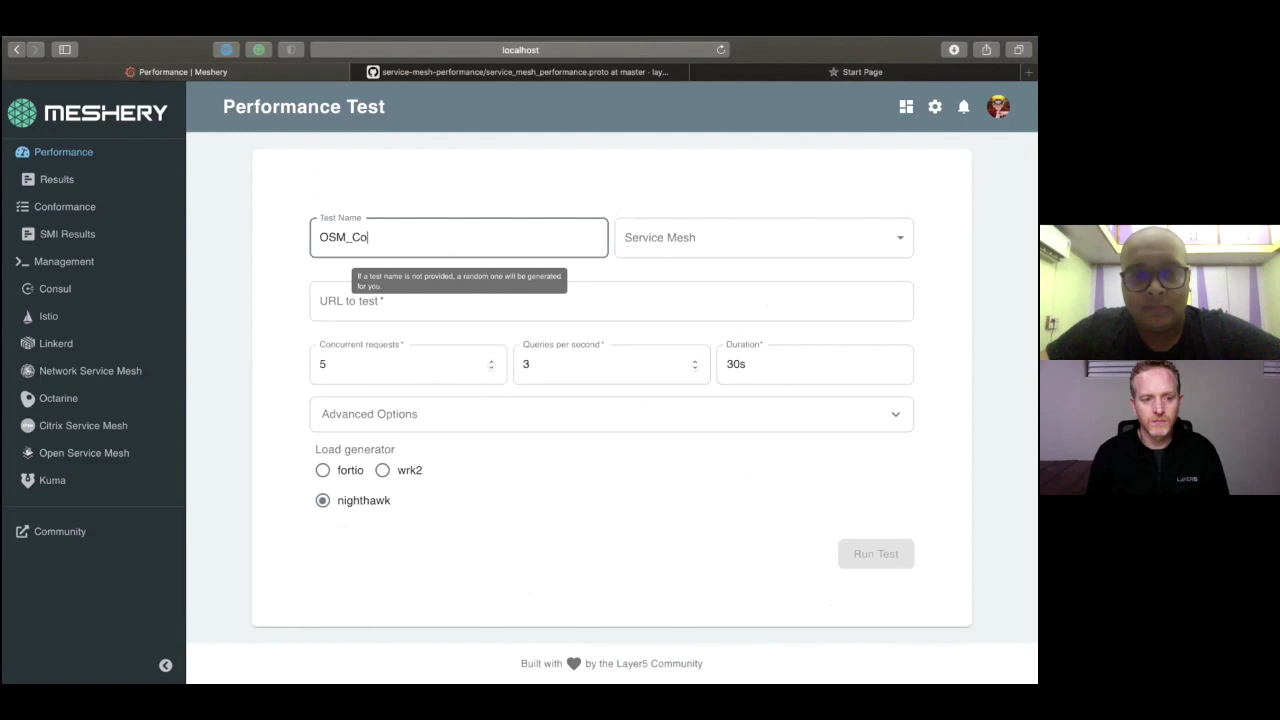 localhost
Performance | Meshery
service-mesh-performance/service_mesh_performance.proto at master · lay...
Start Page
MESHERY
Performance Test
Performance
Results
Conformance
SMI Results
Management
Consul
Istio
Linkerd
Network Service Mesh
Octarine
Citrix Service Mesh
Open Service Mesh
Kuma
Community
Test Name
OSM_Co
Service Mesh
If a test name is not provided, a random one will be generated
for you.
URL to test *
Concurrent requests *
5
Queries per second *
3
Duration*
30s
Advanced Options
Load generator
fortio
wrk2
nighthawk
Run Test
Built with by the Layer5 Community
LAYER5